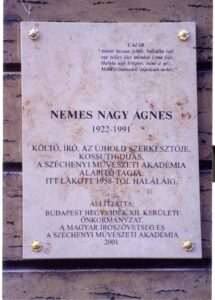 LÁZÁR
NEMES NAGY ÁGNES
1922-1991
KÖLTŐ, ÍRÓ, AZ ÚJHOLD SZERKESZTŐJE,
KOSSUTH-DÍJAS,
A SZÉCHENYI MŰVÉSZETI AKADÉMIA
ALAPÍTÓ TAGJA,
ITT LAKOTT 1958-TÓL HALÁLÁIG.
ÁLLÍTTATTA:
BUDAPEST HEGYVIDÉK XII. KERÜLETI
ÖNKORMÁNYZAT,
A MAGYAR ÍRÓSZÖVETSÉG ÉS
A SZÉCHENYI MŰVÉSZETI AKADÉMIA
2001